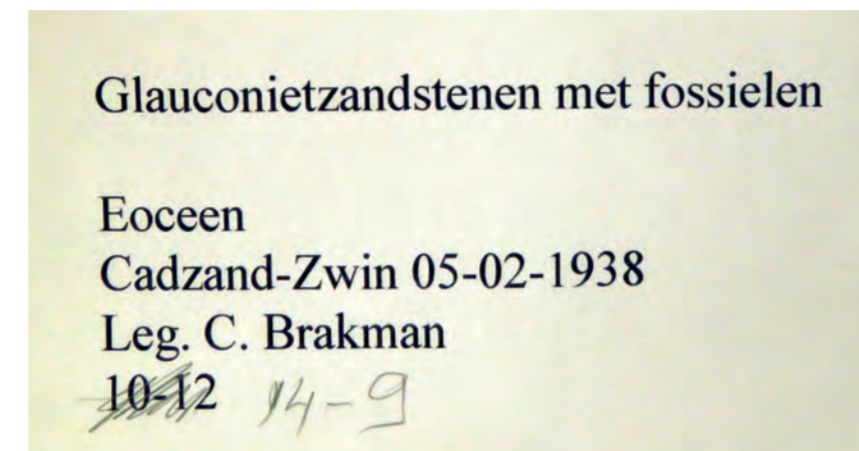 Glauconietzandstenen met fossielen
Eoceen
Cadzand-Zwin 05-02-1938
Leg. C. Brakman
10-12 14-9